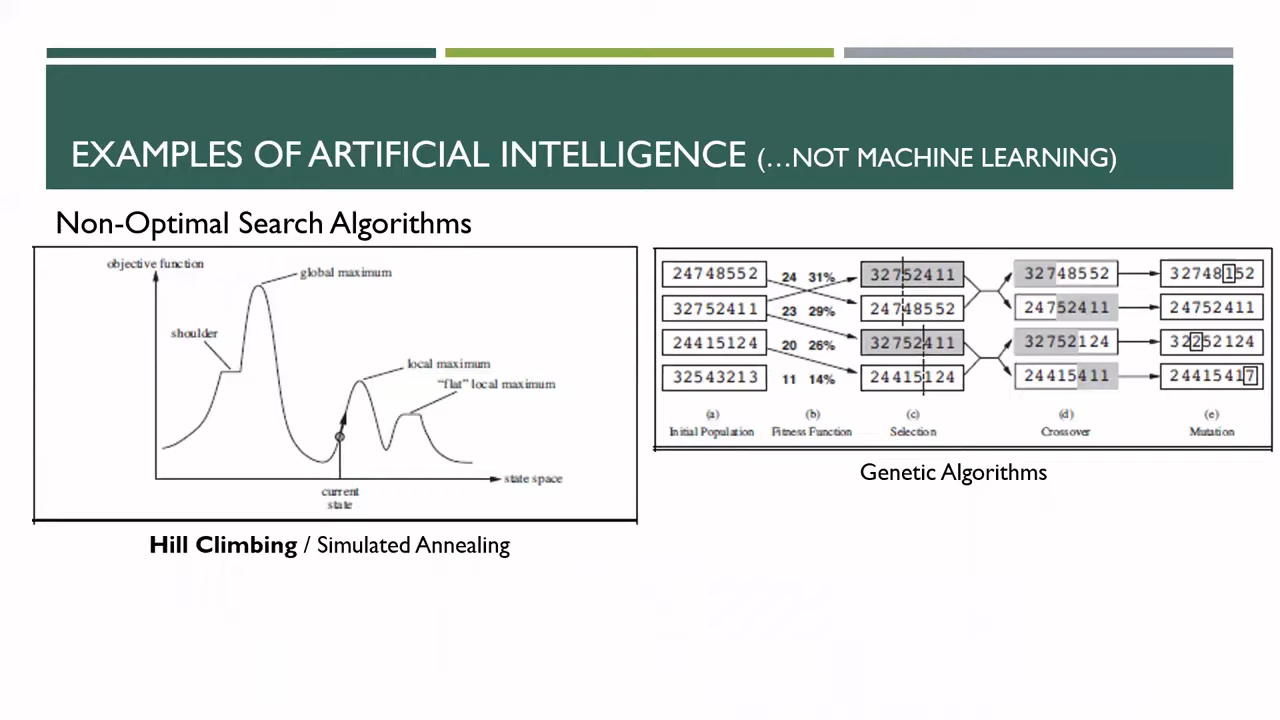 EXAMPLES OF ARTIFICIAL INTELLIGENCE (…NOT MACHINE LEARNING)
Non-Optimal Search Algorithms
objective function
global maximum
shoulder
local maximum
“flat” local maximum
state space
current
state
Hill Climbing / Simulated Annealing
24748552 24 31% 32752411 32748552 32748152
32752411 23 29% 24748552 24752411 24752411
24415124 20 26% 32752411 32752124 32252124
32543213 11 14% 24415124 24415411 24415417
(a) (b) (c) (d) (e)
Initial Population Fitness Function Selection Crossover Mutation
Genetic Algorithms